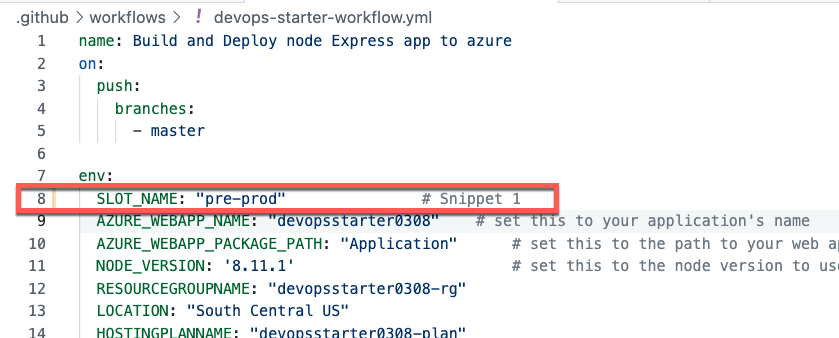 .github > workflows > ! devops-starter-workflow.yml
1 name: Build and Deploy node Express app to azure
2 on:
3 push:
4 branches:
5 - master
6
7 env:
8 SLOT_NAME: "pre-prod" # Snippet 1
9 AZURE_WEBAPP_NAME: "devopsstarter0308" # set this to your application's name
10 AZURE_WEBAPP_PACKAGE_PATH: "Application" # set this to the path to your web ap
11 NODE_VERSION: '8.11.1' # set this to the node version to us
12 RESOURCEGROUPNAME: "devopsstarter0308-rg"
13 LOCATION: "South Central US"
14 HOSTINGPLANNAME: "devopsstarter0308-plan"